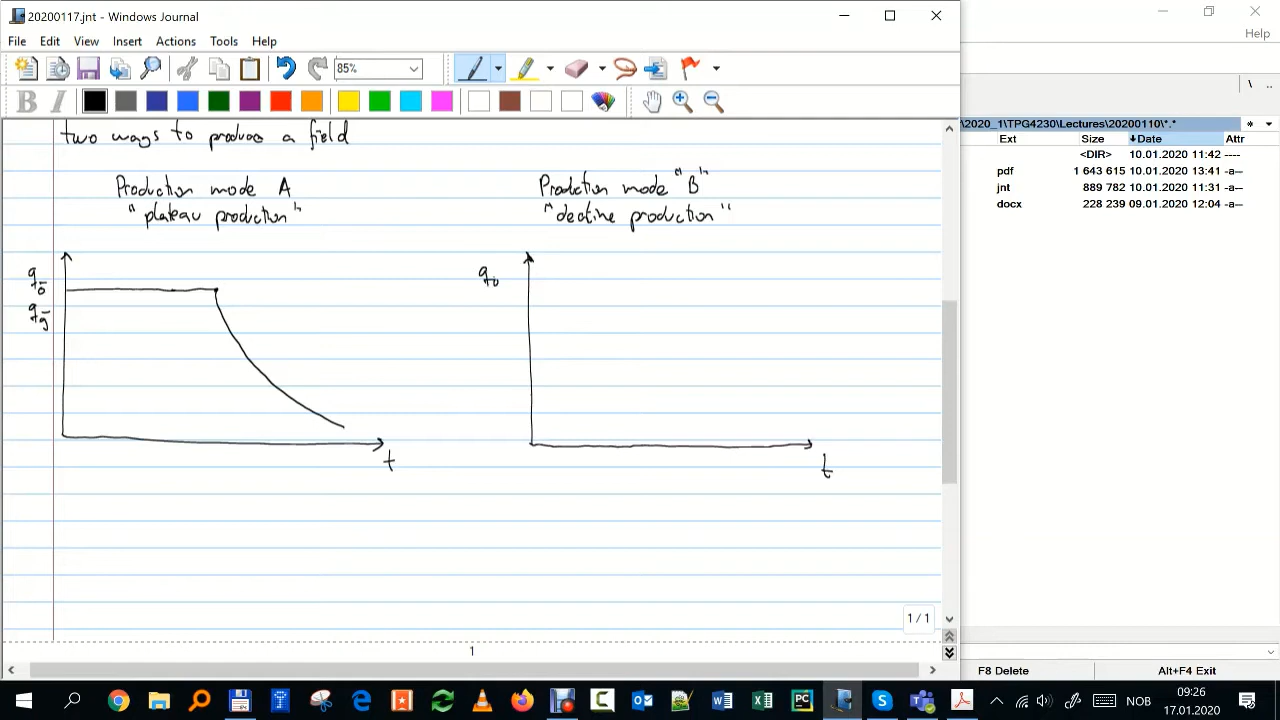 20200117.jnt - Windows Journal
File Edit View Insert Actions Tools Help
Help
85%
\ ..
two ways to produce a field
\2020_1\TPG4230\Lectures\20200110\*.*
* 
Ext Size Date Attr
<DIR> 10.01.2020 11:42 ----
pdf 1 643 615 10.01.2020 13:41 -a--
jnt 889 782 10.01.2020 11:31 -a--
docx 228 239 09.01.2020 12:04 -a--
Production mode A
"plateau production"
Production mode "B"
"decline production"
qō
qḡ
t
qo
t
1 / 1
1
F8 Delete Alt+F4 Exit
NOB
09:26
17.01.2020